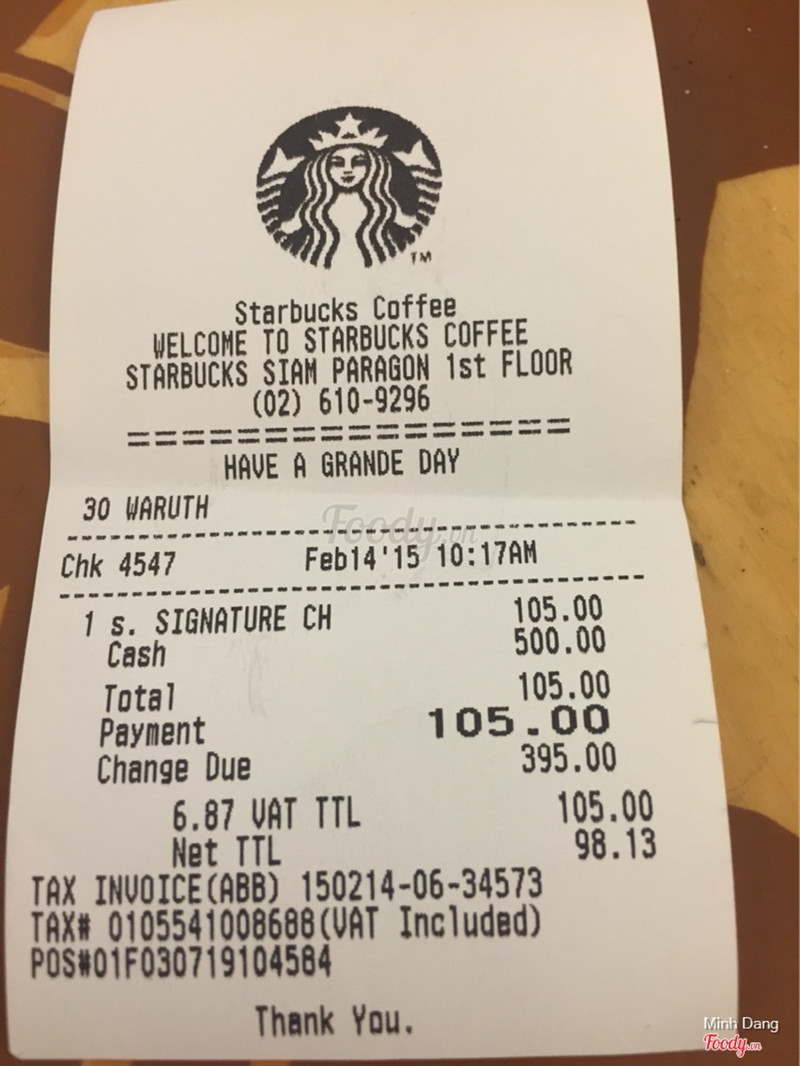 TM
Starbucks Coffee
WELCOME TO STARBUCKS COFFEE
STARBUCKS SIAM PARAGON 1st FLOOR
(02) 610-9296
================
HAVE A GRANDE DAY
30 WARUTH
Foody.vn
Chk 4547 Feb14'15 10:17AM
1 s. SIGNATURE CH 105.00
Cash 500.00
Total 105.00
Payment 105.00
Change Due 395.00
6.87 VAT TTL 105.00
Net TTL 98.13
TAX INVOICE(ABB) 150214-06-34573
TAX# 0105541008688(VAT Included)
POS#01F030719104584
Thank You.
Minh Dang
Foody.vn